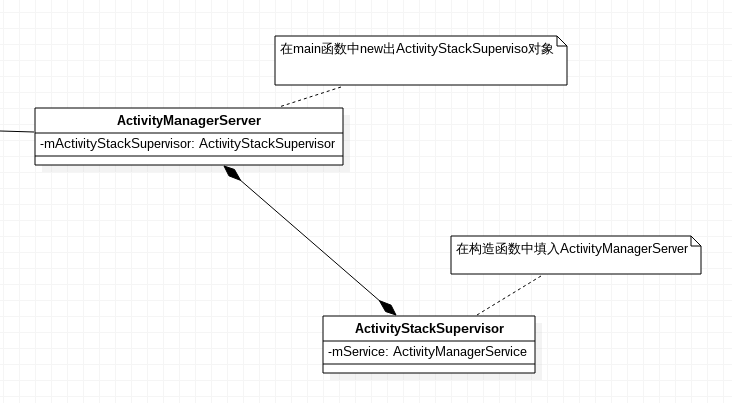 在main函数中new出ActivityStackSuperviso对象
ActivityManagerServer
-mActivityStackSupervisor: ActivityStackSupervisor
在构造函数中填入ActivityManagerServer
ActivityStackSupervisor
-mService: ActivityManagerService